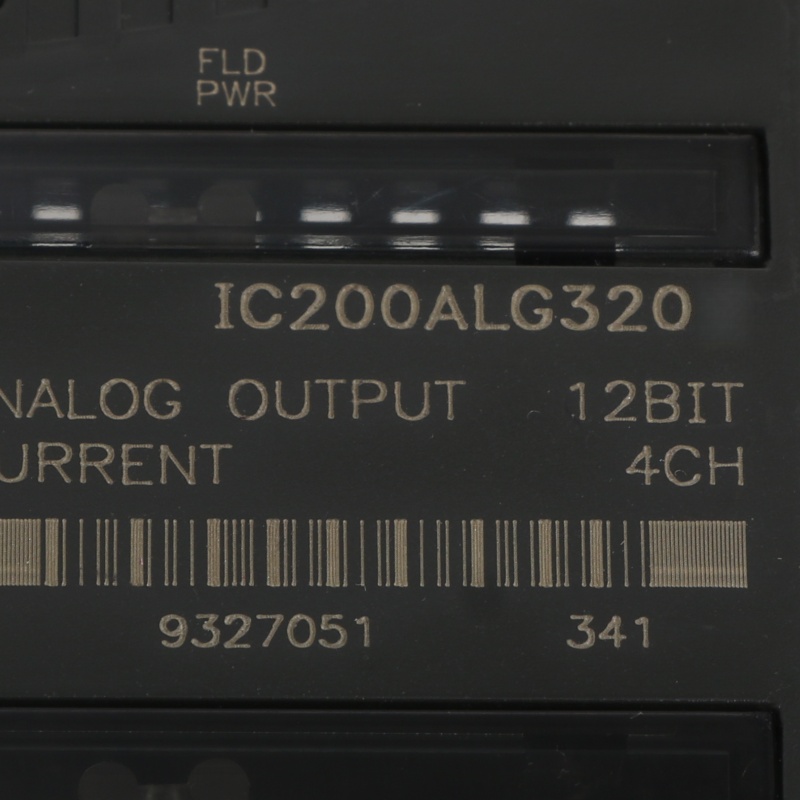 FLD
PWR
IC200ALG320
NALOG OUTPUT 12BIT
URRENT 4CH
9327051 341